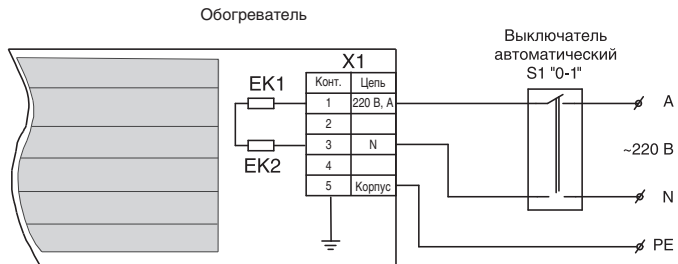 Обогреватель
Выключатель
автоматический
S1 "0-1"
X1
Конт. Цепь
1 220 В, А
2
3 N
4
5 Корпус
EK1
EK2
A
~220 В
N
PE